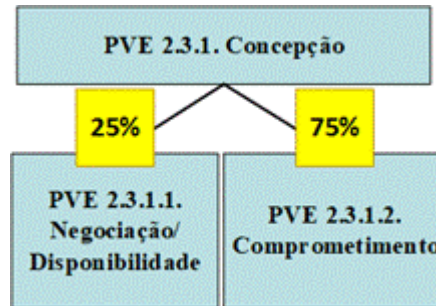 PVE 2.3.1. Concepção
25%
75%
PVE 2.3.1.1.
Negociação/
Disponibilidade
PVE 2.3.1.2.
Comprometimento